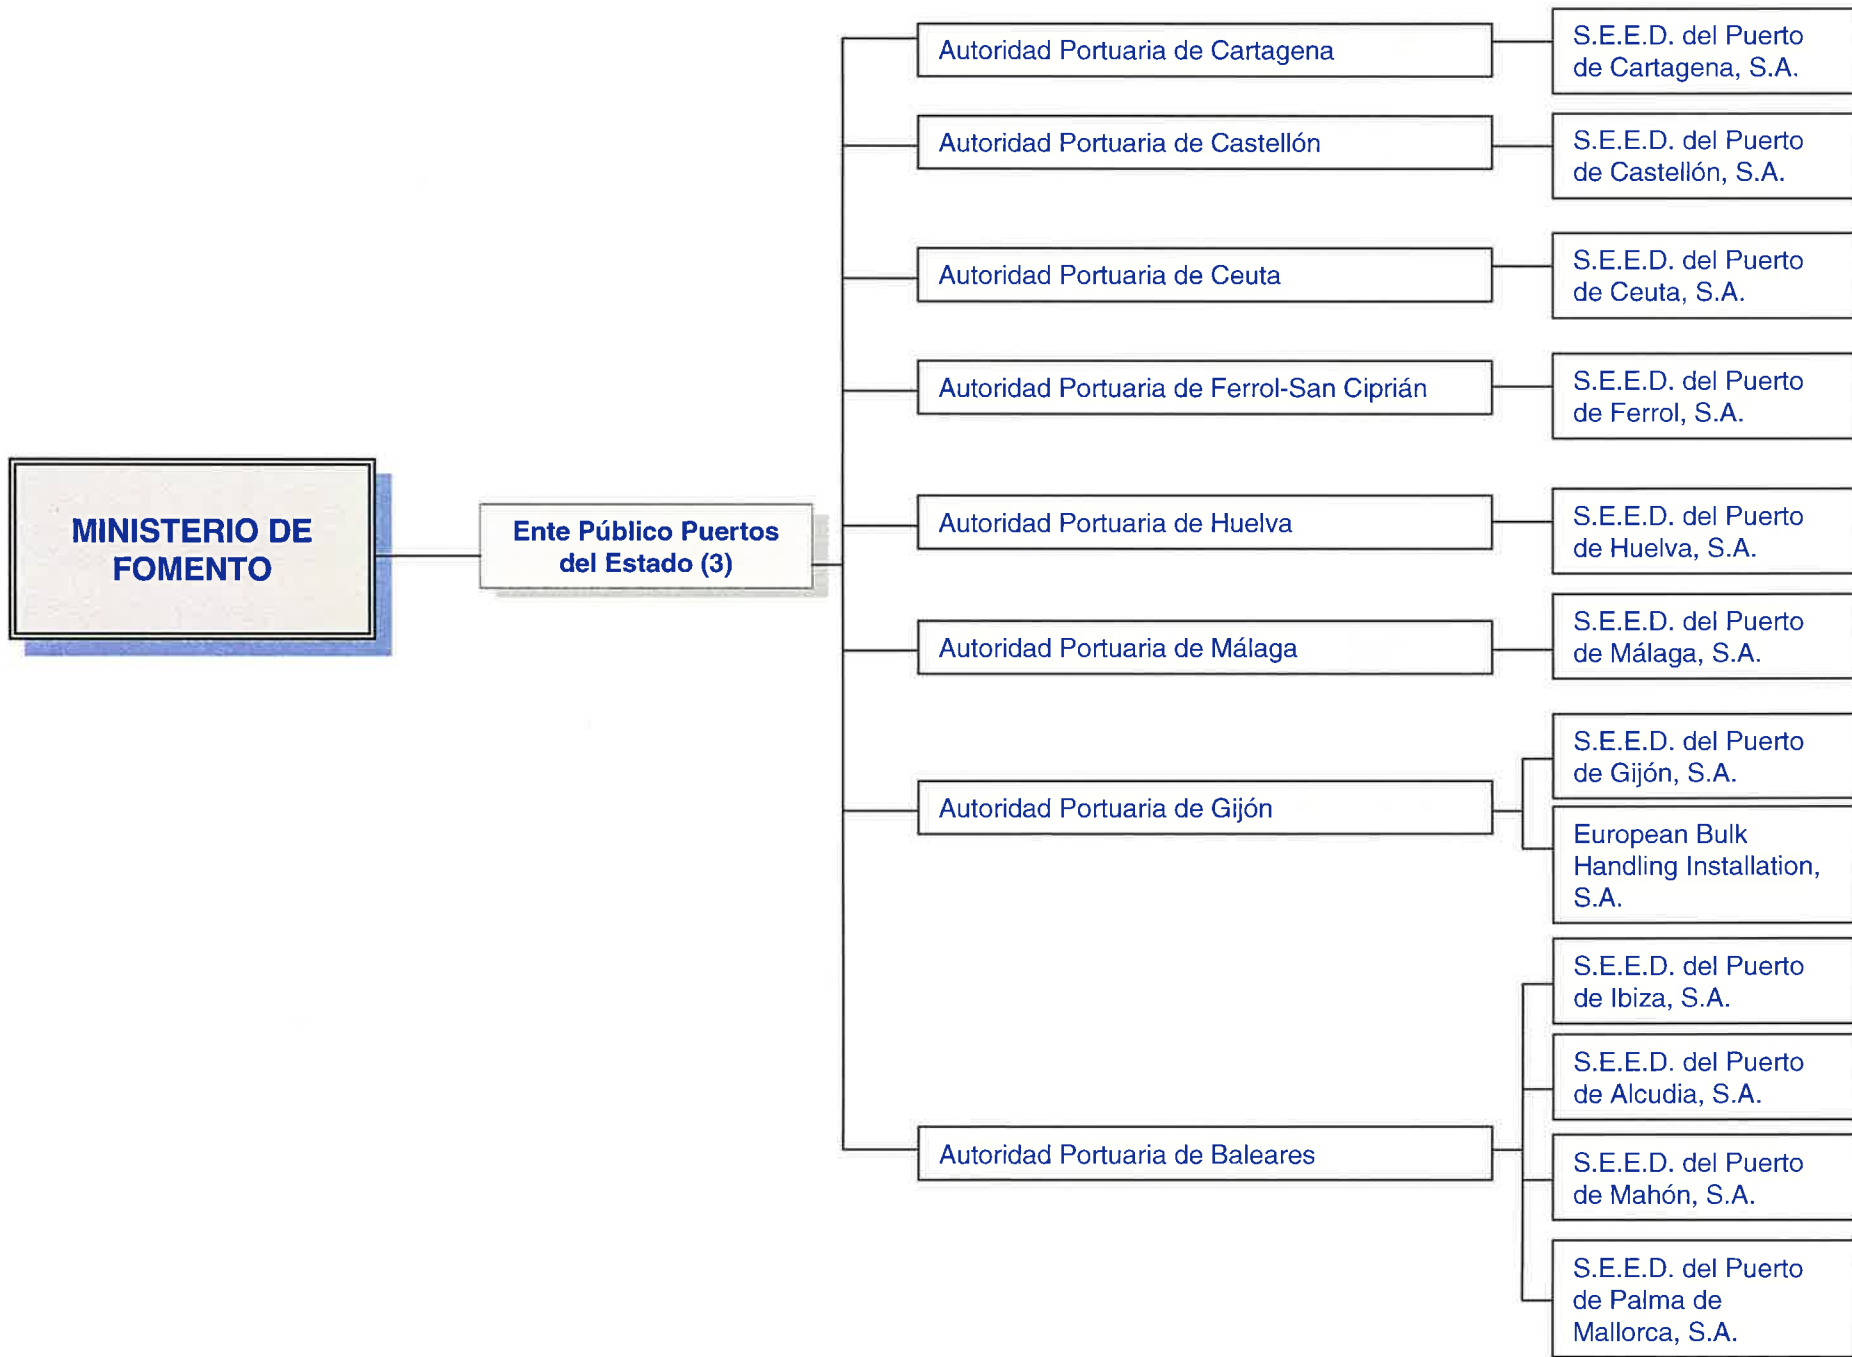 MINISTERIO DE
FOMENTO
Ente Público Puertos
del Estado (3)
Autoridad Portuaria de Cartagena
S.E.E.D. del Puerto
de Cartagena, S.A.
Autoridad Portuaria de Castellón
S.E.E.D. del Puerto
de Castellón, S.A.
Autoridad Portuaria de Ceuta
S.E.E.D. del Puerto
de Ceuta, S.A.
Autoridad Portuaria de Ferrol-San Ciprián
S.E.E.D. del Puerto
de Ferrol, S.A.
Autoridad Portuaria de Huelva
S.E.E.D. del Puerto
de Huelva, S.A.
Autoridad Portuaria de Málaga
S.E.E.D. del Puerto
de Málaga, S.A.
Autoridad Portuaria de Gijón
S.E.E.D. del Puerto
de Gijón, S.A.
European Bulk
Handling Installation,
S.A.
Autoridad Portuaria de Baleares
S.E.E.D. del Puerto
de Ibiza, S.A.
S.E.E.D. del Puerto
de Alcudia, S.A.
S.E.E.D. del Puerto
de Mahón, S.A.
S.E.E.D. del Puerto
de Palma de
Mallorca, S.A.